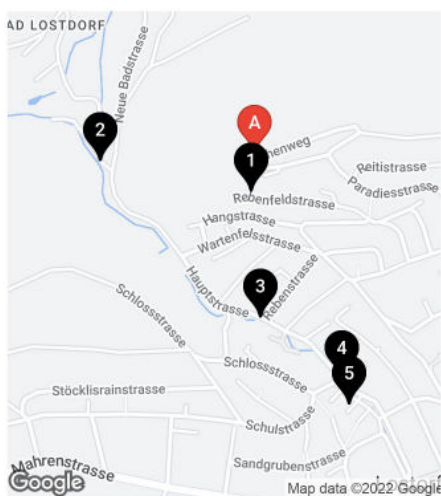 AD LOSTDORF
Neue Badstrasse
2
A
henweg
1
Reitistrasse
Paradiesstrasse
Rebenfeldstrasse
Hangstrasse
Wartenfelsstrasse
Hauptstrasse
Rebenstrasse
3
Schlossstrasse
4
Schlossstrasse
5
Stöcklisrainstrasse
Schulstrasse
Sandgrubenstrasse
Mahrenstrasse
Google
Map data ©2022 Google